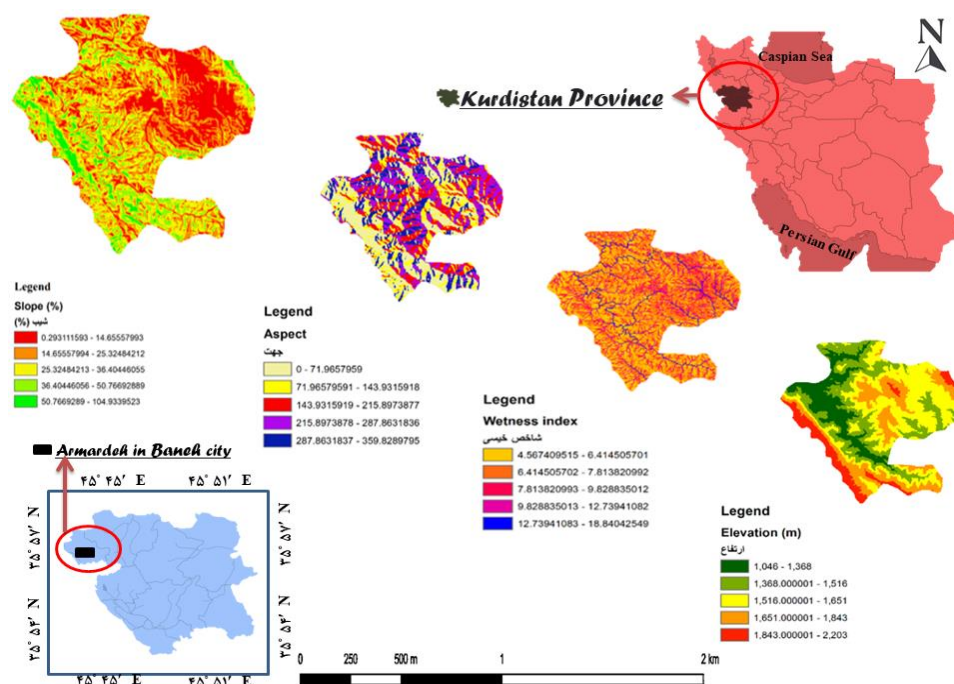 N
Caspian Sea
Kurdistan Province
Persian Gulf
Legend
Slope (%)
شیب (%)
0.293111593 - 14.65557993
14.65557994 - 25.32484212
25.32484213 - 36.40446055
36.40446056 - 50.76692889
50.7669289 - 104.9339523
Legend
Aspect
جهت
0 - 71.9657959
71.96579591 - 143.9315918
143.9315919 - 215.8973877
215.8973878 - 287.8631836
287.8631837 - 359.8289795
Legend
Wetness index
شاخص خیسی
4.567409515 - 6.414505701
6.414505702 - 7.813820992
7.813820993 - 9.828835012
9.828835013 - 12.73941082
12.73941083 - 18.84042549
Legend
Elevation (m)
ارتفاع
1,046 - 1,368
1,368.000001 - 1,516
1,516.000001 - 1,651
1,651.000001 - 1,843
1,843.000001 - 2,203
Armardeh in Baneh city
۴۵° ۴۵′ E
۴۵° ۵۱′ E
۳۵° ۵۷′ N
۳۵° ۵۷′ N
۳۵° ۵۴′ N
۳۵° ۵۴′ N
۴۵° ۴۵′ E
۴۵° ۵۱′ E
0 250 500 m 1 2 km